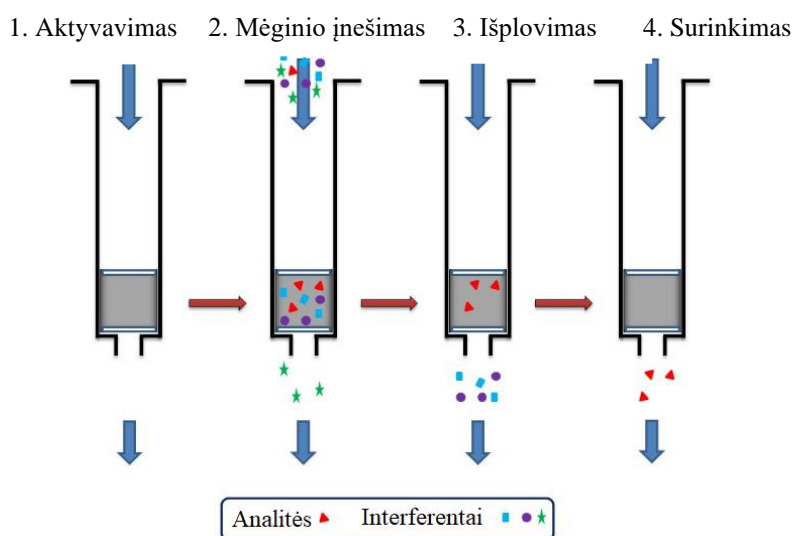 1. Aktyvavimas 2. Mėginio įnešimas 3. Išplovimas 4. Surinkimas
Analitės Interferentai